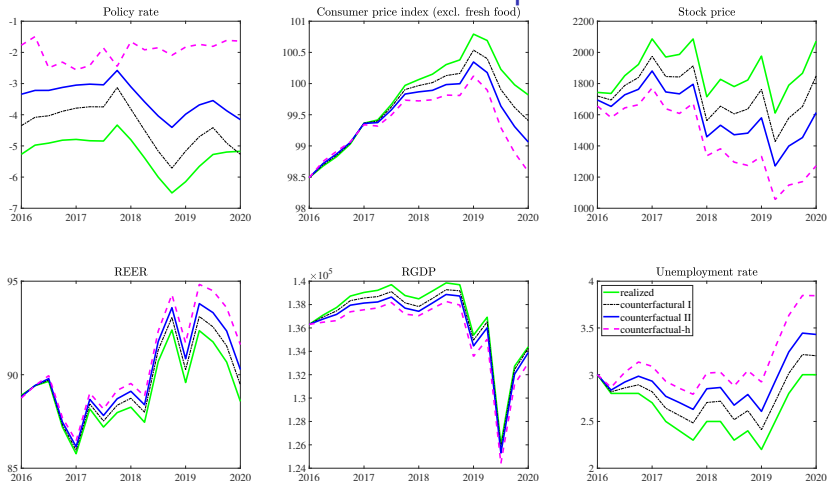 Policy rate
-1
-2
-3
-4
-5
-6
-7
2016 2017 2018 2019 2020
Consumer price index (excl. fresh food)
101
100.5
100
99.5
99
98.5
98
2016 2017 2018 2019 2020
Stock price
2200
2000
1800
1600
1400
1200
1000
2016 2017 2018 2019 2020
REER
95
90
85
2016 2017 2018 2019 2020
RGDP
1.4 ×10⁵
1.38
1.36
1.34
1.32
1.3
1.28
1.26
1.24
2016 2017 2018 2019 2020
Unemployment rate
4
3.5
3
2.5
2
realized
counterfactural I
counterfactual II
counterfactual-h
2016 2017 2018 2019 2020